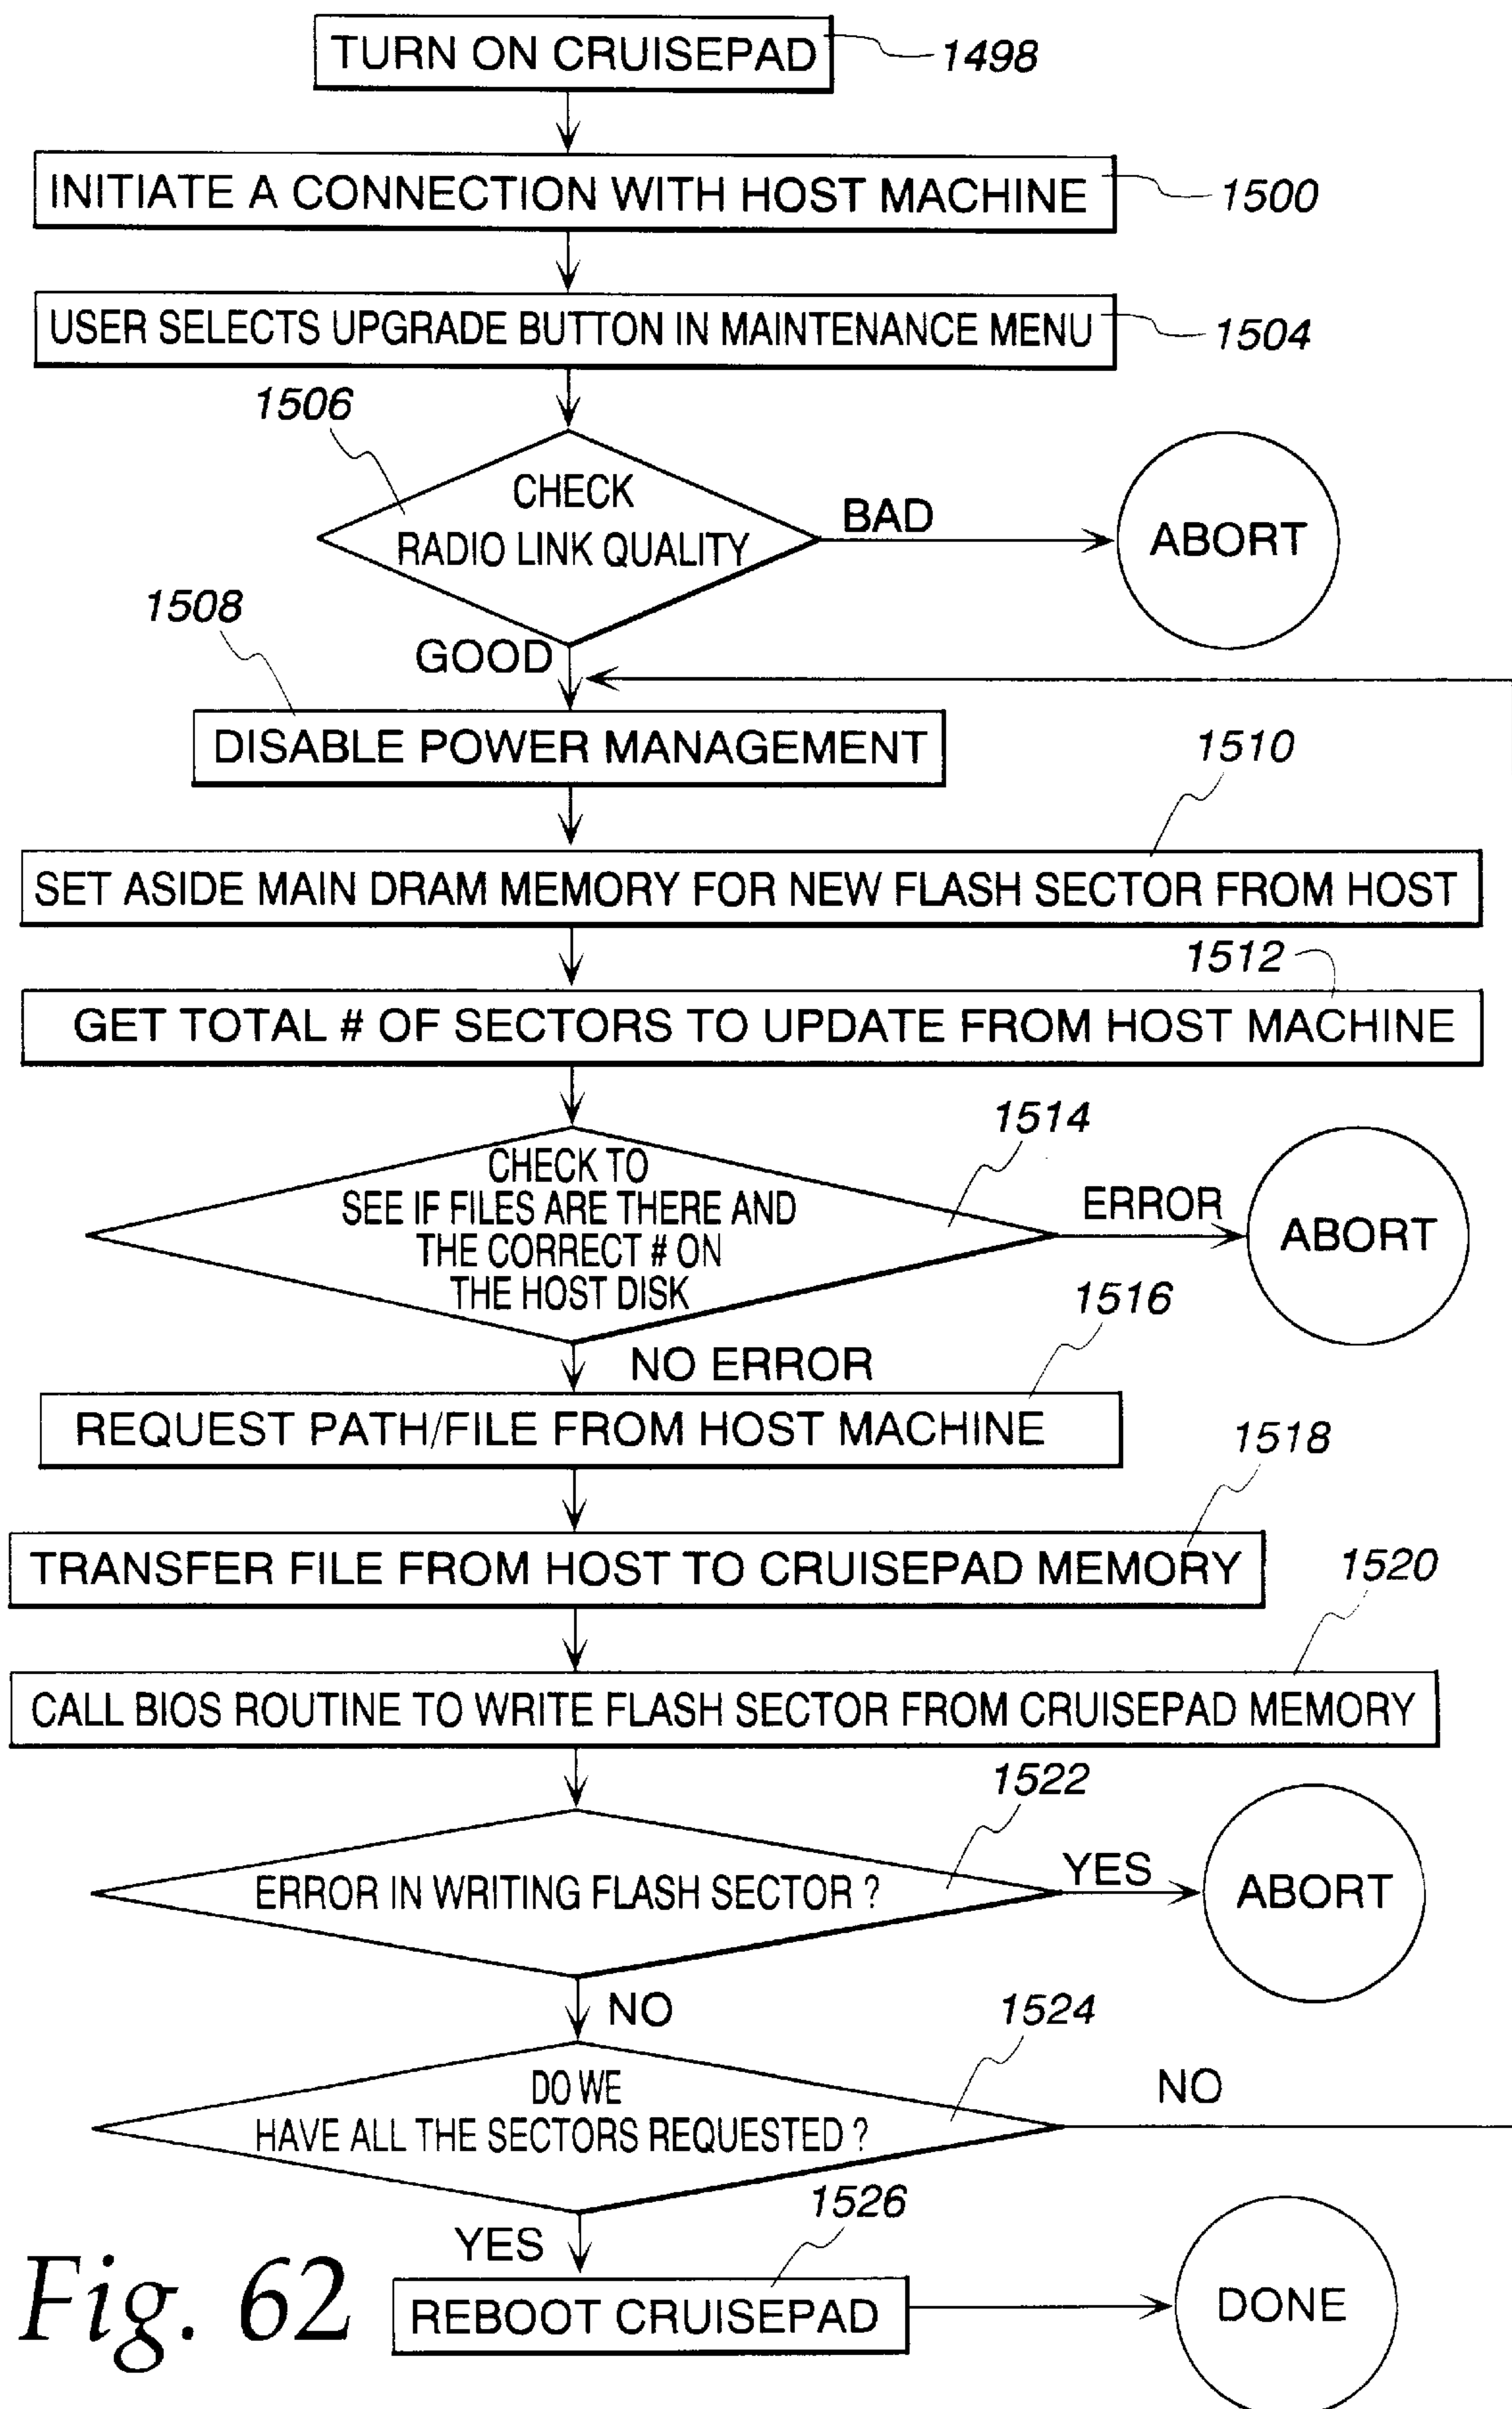 TURN ON CRUISEPAD
1498
INITIATE A CONNECTION WITH HOST MACHINE
1500
USER SELECTS UPGRADE BUTTON IN MAINTENANCE MENU
1504
1506
CHECK
RADIO LINK QUALITY
BAD
ABORT
1508
GOOD
DISABLE POWER MANAGEMENT
1510
SET ASIDE MAIN DRAM MEMORY FOR NEW FLASH SECTOR FROM HOST
1512
GET TOTAL # OF SECTORS TO UPDATE FROM HOST MACHINE
1514
CHECK TO
SEE IF FILES ARE THERE AND
THE CORRECT # ON
THE HOST DISK
ERROR
ABORT
1516
NO ERROR
REQUEST PATH/FILE FROM HOST MACHINE
1518
TRANSFER FILE FROM HOST TO CRUISEPAD MEMORY
1520
CALL BIOS ROUTINE TO WRITE FLASH SECTOR FROM CRUISEPAD MEMORY
1522
ERROR IN WRITING FLASH SECTOR ?
YES
ABORT
NO
1524
DO WE
HAVE ALL THE SECTORS REQUESTED ?
NO
1526
YES
REBOOT CRUISEPAD
DONE
Fig. 62